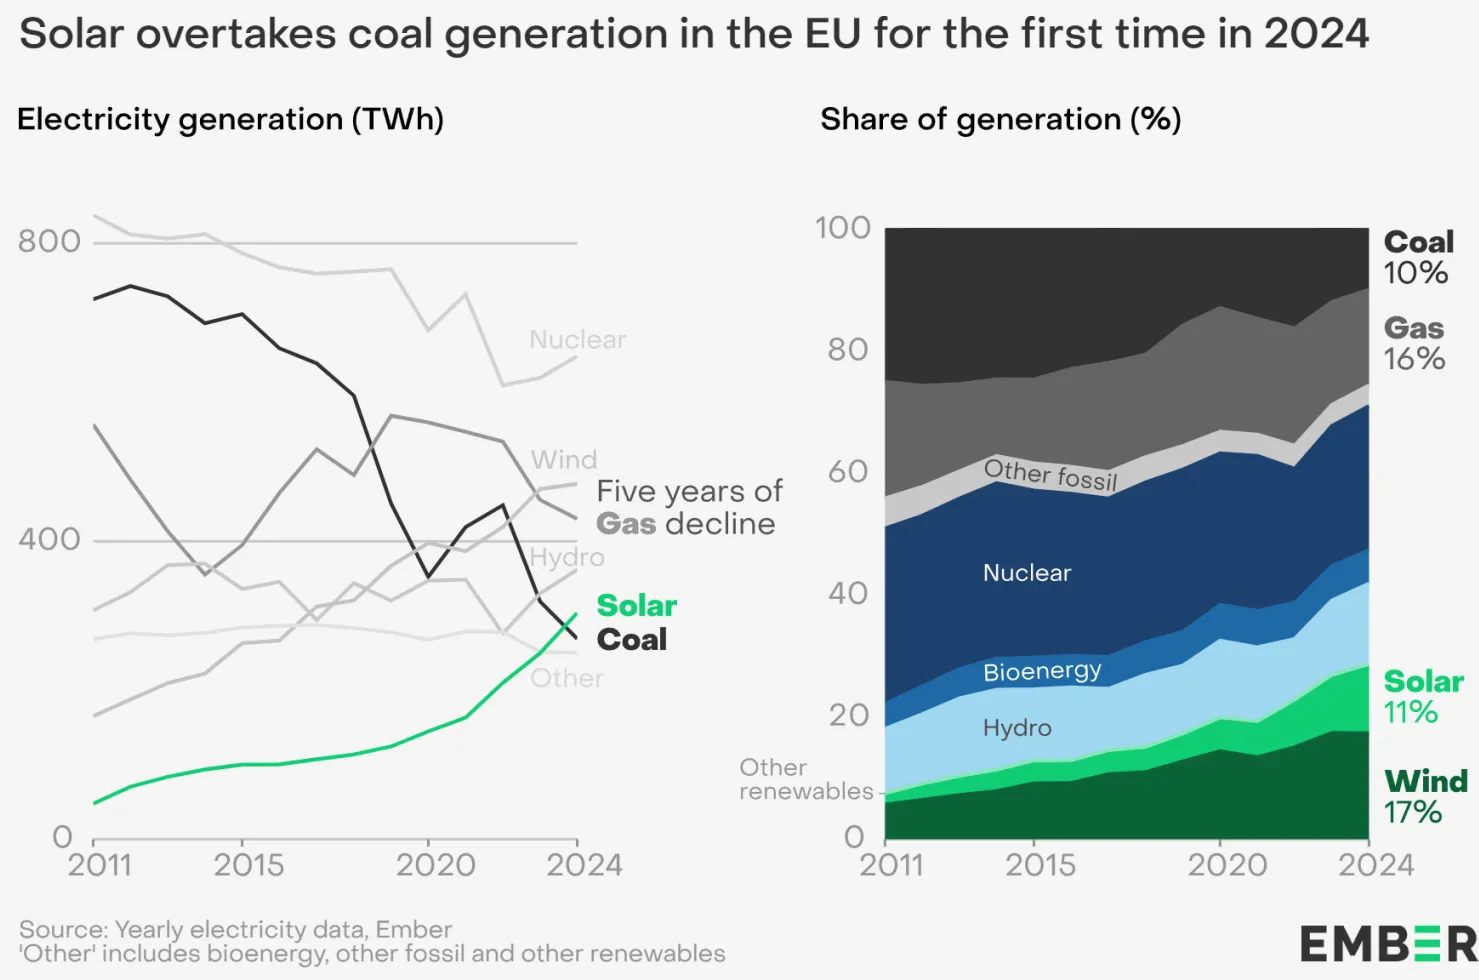 Solar overtakes coal generation in the EU for the first time in 2024
Electricity generation (TWh)
800
400
0
2011
2015
2020
2024
Nuclear
Wind
Five years of
Gas decline
Hydro
Solar
Coal
Other
Share of generation (%)
100
80
60
40
20
0
Other
renewables
2011
2015
2020
2024
Other fossil
Nuclear
Bioenergy
Hydro
Coal
10%
Gas
16%
Solar
11%
Wind
17%
Source: Yearly electricity data, Ember
'Other' includes bioenergy, other fossil and other renewables
EMBER